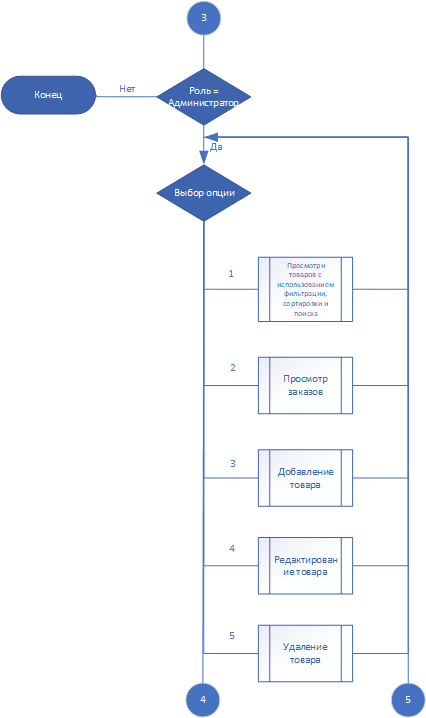 3
Роль =
Администратор
Нет
Конец
Да
Выбор опции
1
Просмотри
товаров с
использованием
фильтрации,
сортировки и
поиска
2
Просмотр
заказов
3
Добавление
товара
4
Редактирован
ие товара
5
Удаление
товара
4
5